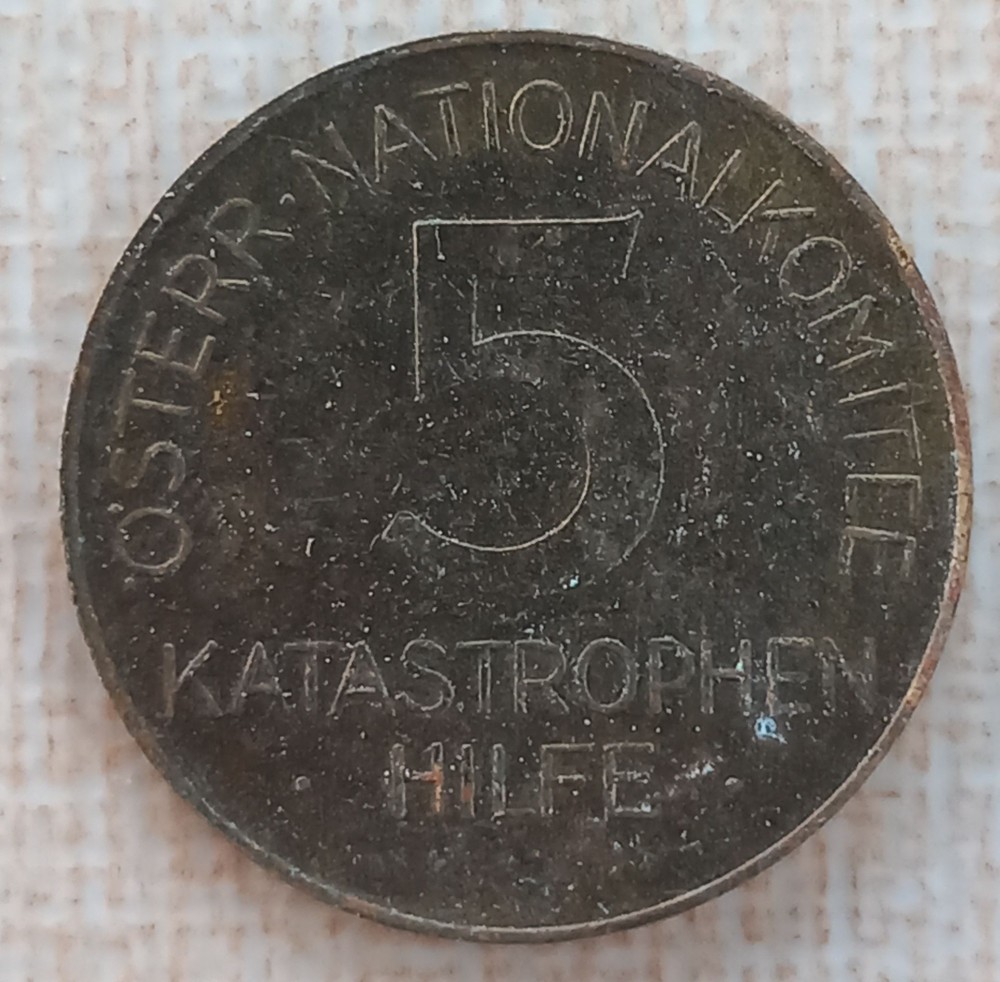 ÖSTERR·NATIONALKOMITEE
5
KATASTROPHEN
· HILFE ·